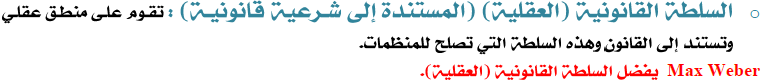 o السلطة القانونية (العقلية) (المستندة إلى شرعية قانونية) : تقوم على منطق عقلي
وتستند إلى القانون وهذه السلطة التي تصلح للمنظمات.
Max Weber يفضل السلطة القانونية (العقلية).